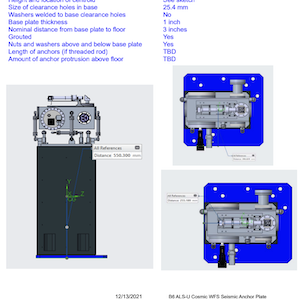 Height and location of centroid See sketch
Size of clearance holes in base 25.4 mm
Washers welded to base clearance holes No
Base plate thickness 1 inch
Nominal distance from base plate to floor 3 inches
Grouted Yes
Nuts and washers above and below base plate Yes
Length of anchors (if threaded rod) TBD
Amount of anchor protrusion above floor TBD
All References
Distance 550.000 mm
All References
12/13/2021 B6 ALS-U Cosmic WFS Seismic Anchor Plate